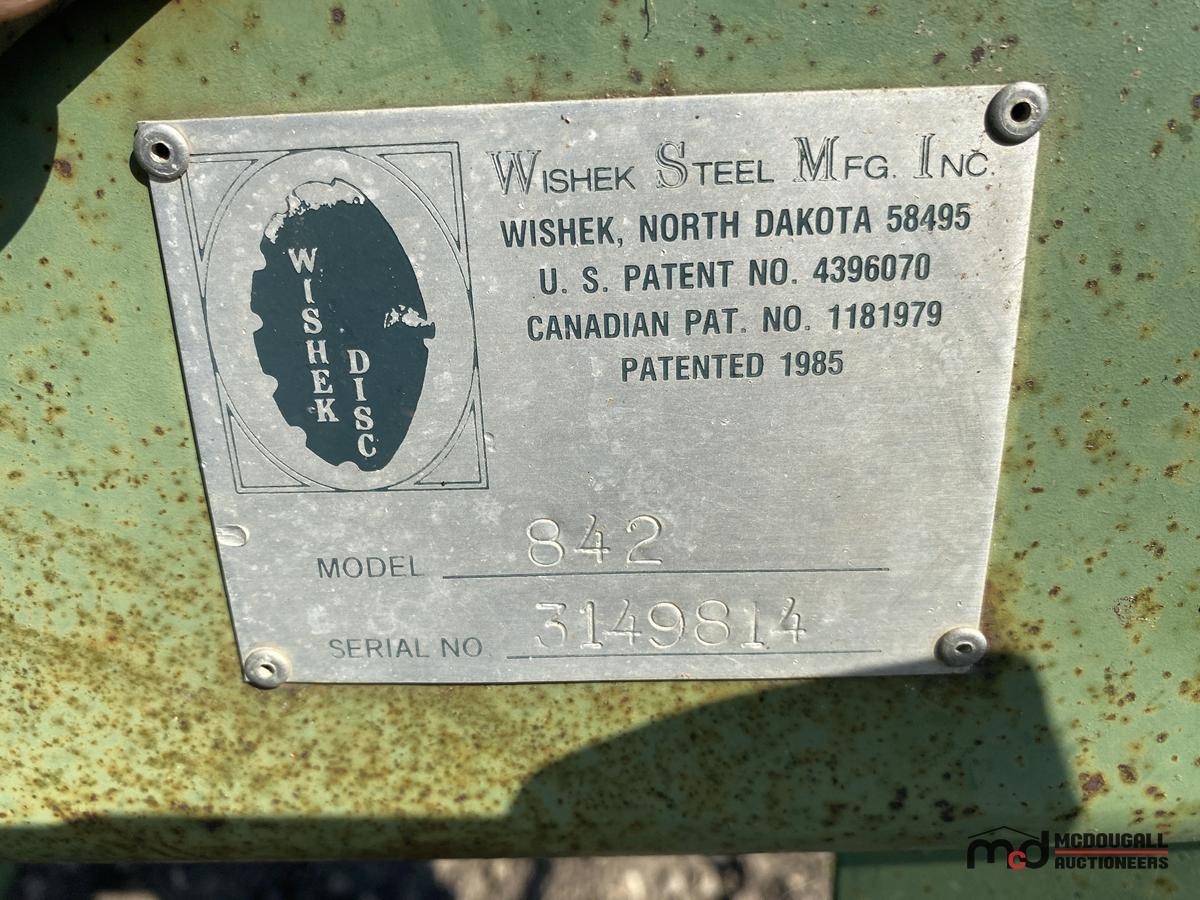 WISHEK
DISC
WISHEK STEEL MFG. INC.
WISHEK, NORTH DAKOTA 58495
U. S. PATENT NO. 4396070
CANADIAN PAT. NO. 1181979
PATENTED 1985
MODEL 842
SERIAL NO 3149814
mcd MCDOUGALL
AUCTIONEERS